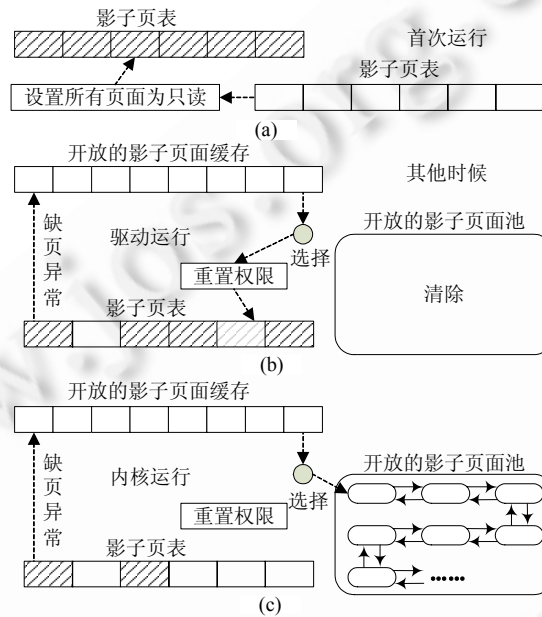 影子页表
首次运行
影子页表
设置所有页面为只读
(a)
开放的影子页面缓存
其他时候
开放的影子页面池
缺页异常
驱动运行
选择
重置权限
清除
影子页表
(b)
开放的影子页面缓存
开放的影子页面池
缺页异常
内核运行
选择
重置权限
影子页表
……
(c)